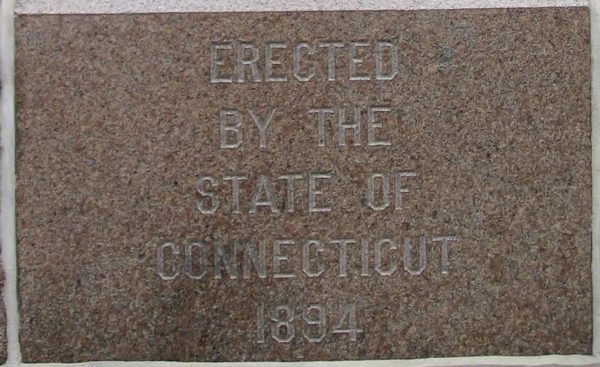 ERECTED
BY THE
STATE OF
CONNECTICUT
1894